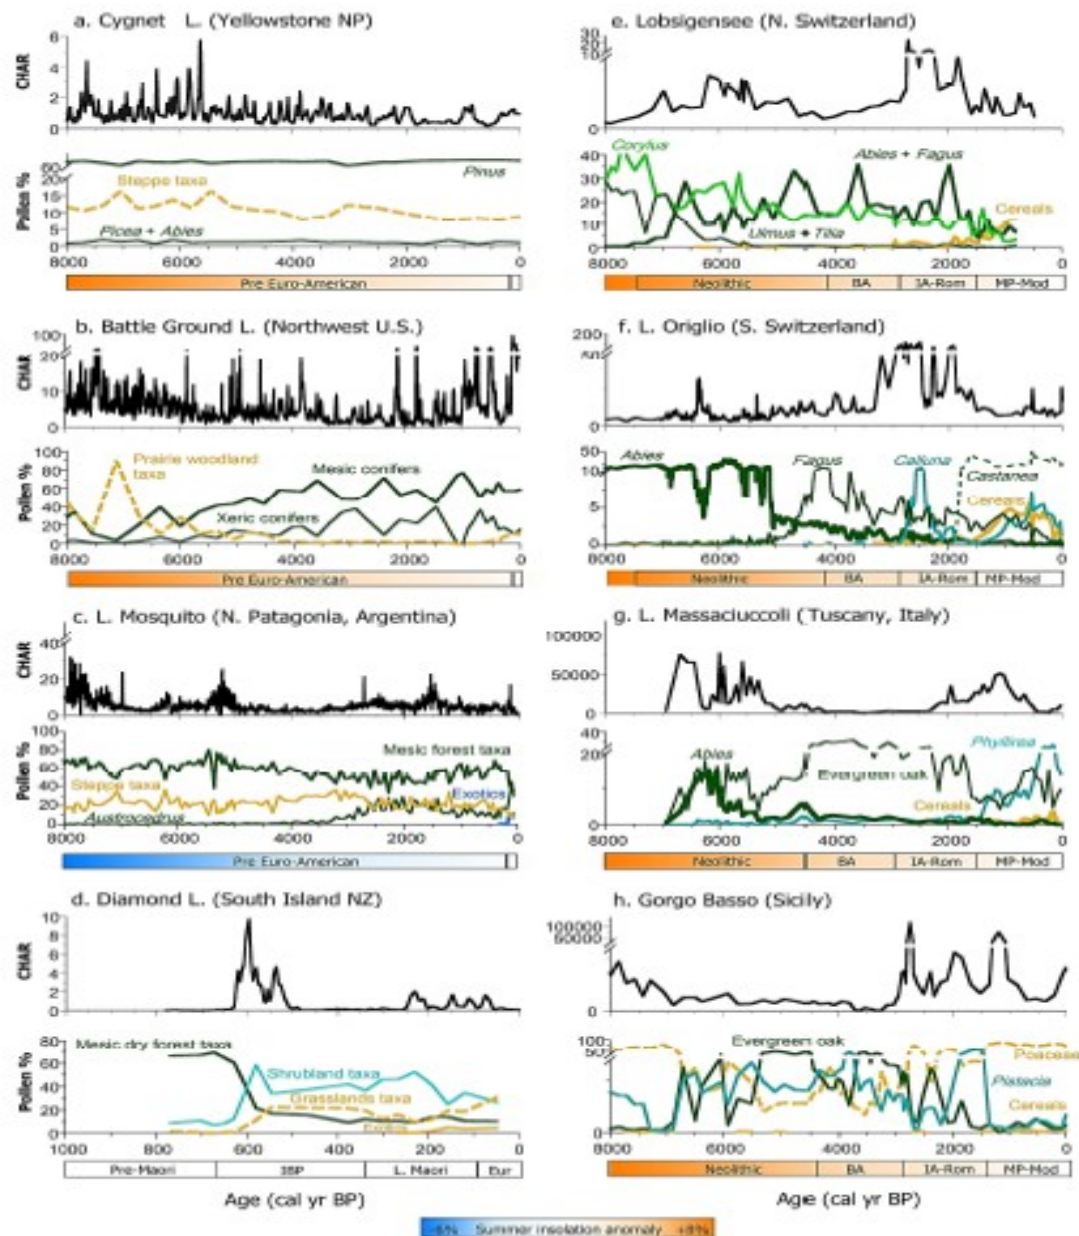 a. Cygnet L. (Yellowstone NP)
CHAR
6
4
2
0
Pollen %
20
15
10
5
0
Pinus
Steppe taxa
Picea + Abies
8000 6000 4000 2000 0
Pre Euro-American
b. Battle Ground L. (Northwest U.S.)
CHAR
100
20
10
0
Pollen %
100
80
60
40
20
0
Prairie woodland
taxa
Mesic conifers
Xeric conifers
8000 6000 4000 2000 0
Pre Euro-American
c. L. Mosquito (N. Patagonia, Argentina)
CHAR
40
20
0
Pollen %
100
80
60
40
20
0
Mesic forest taxa
Steppe taxa
Exotics
Austrocedrus
8000 6000 4000 2000 0
Pre Euro-American
d. Diamond L. (South Island NZ)
CHAR
10
8
6
4
2
0
Pollen %
80
60
40
20
0
Mesic dry forest taxa
Shrubland taxa
Grasslands taxa
Exotics
1000 800 600 400 200 0
Pre-Maori IBP L. Maori Eur
Age (cal yr BP)
e. Lobsigensee (N. Switzerland)
30
20
10
0
40
30
20
10
0
Corylus
Abies + Fagus
Cereals
Ulmus + Tilia
8000 6000 4000 2000 0
Neolithic BA IA-Rom MP-Mod
f. L. Origlio (S. Switzerland)
200
50
0
50
10
5
0
Abies
Fagus
Calluna
Castanea
Cereals
8000 6000 4000 2000 0
Neolithic BA IA-Rom MP-Mod
g. L. Massaciuccoli (Tuscany, Italy)
100000
50000
0
40
20
0
Abies
Phyllirea
Evergreen oak
Cereals
8000 6000 4000 2000 0
Neolithic BA IA-Rom MP-Mod
h. Gorgo Basso (Sicily)
100000
50000
0
100
50
0
Evergreen oak
Poaceae
Pistacia
Cereals
8000 6000 4000 2000 0
Neolithic BA IA-Rom MP-Mod
Age (cal yr BP)
Summer insolation anomaly +8%